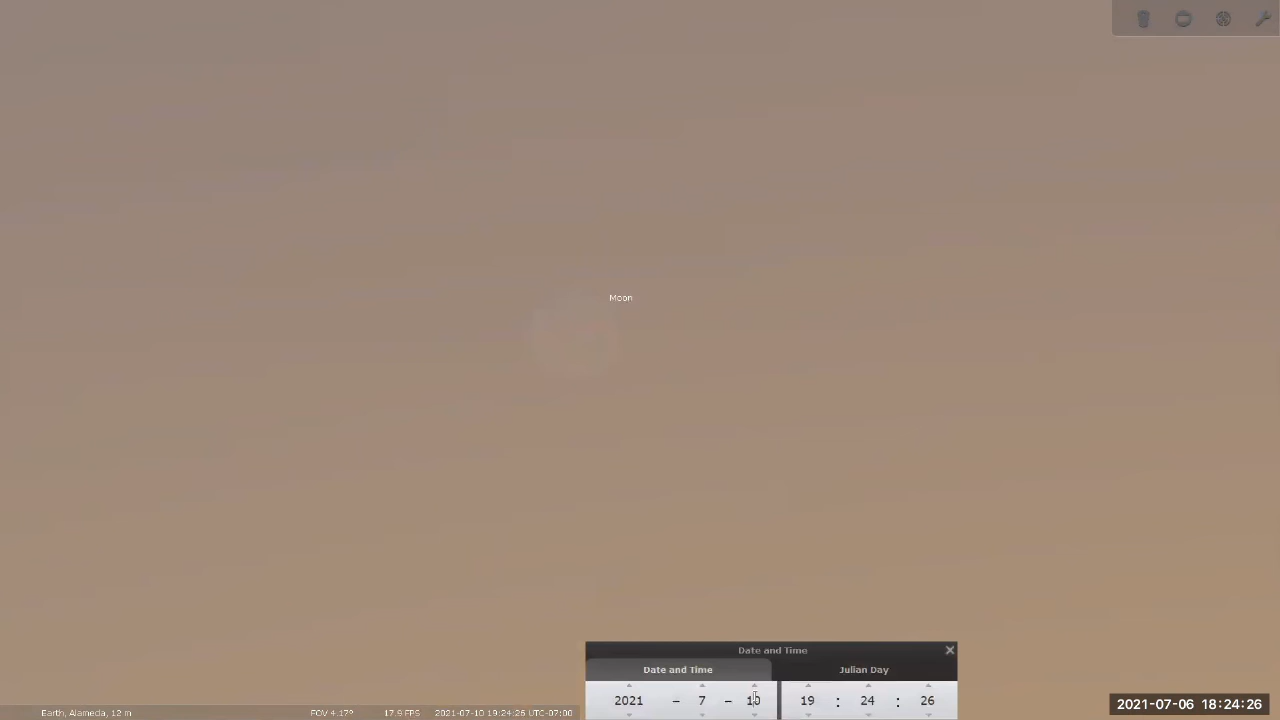 Moon
Date and Time
Date and Time Julian Day
2021 – 7 – 10 19 : 24 : 26
Earth, Alameda, 12 m FOV 4.17° 17.9 FPS 2021-07-10 19:24:26 UTC-07:00
2021-07-06 18:24:26